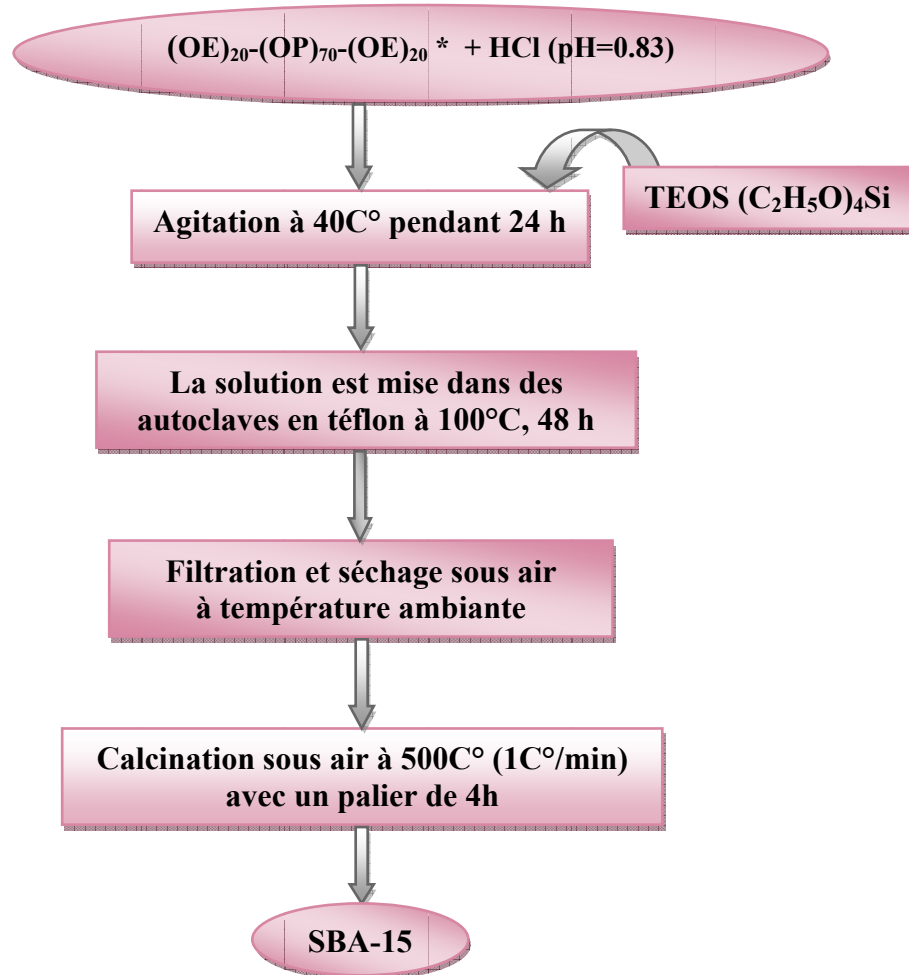 (OE)₂₀-(OP)₇₀-(OE)₂₀ * + HCl (pH=0.83)
TEOS (C₂H₅O)₄Si
Agitation à 40C° pendant 24 h
La solution est mise dans des
autoclaves en téflon à 100°C, 48 h
Filtration et séchage sous air
à température ambiante
Calcination sous air à 500C° (1C°/min)
avec un palier de 4h
SBA-15